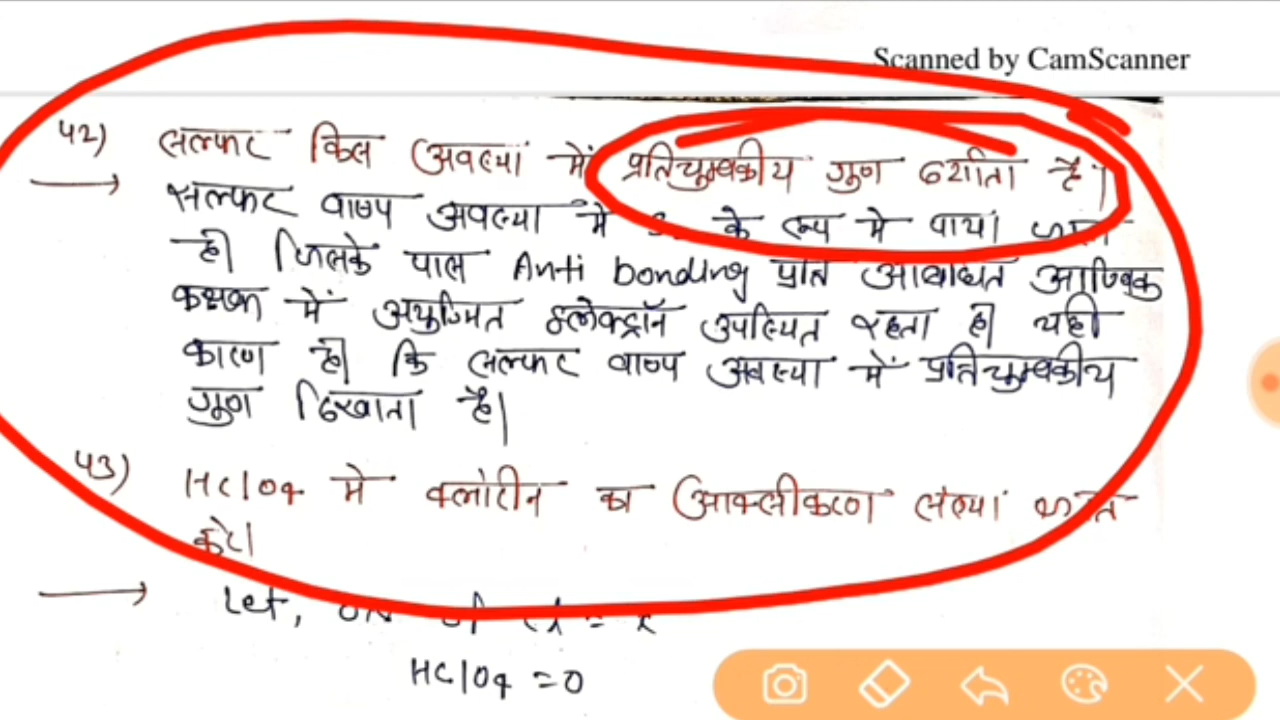 Scanned by CamScanner
42) सल्फर किस अवस्था में प्रतिचुम्बकीय गुण दर्शाता है।
→ सल्फर वाष्प अवस्था में के रूप में पाया
है। जिसके पास Anti bonding प्रति आबंधित आण्विक
कक्षक में अयुग्मित इलेक्ट्रॉन उपस्थित रहता है। यही
कारण है। कि सल्फर वाष्प अवस्था में प्रतिचुम्बकीय
गुण दिखाता है।
43) HClO4 में क्लोरीन का आक्सीकरण संख्या
करे।
→ Let, of Cl = x
HClO4 = 0